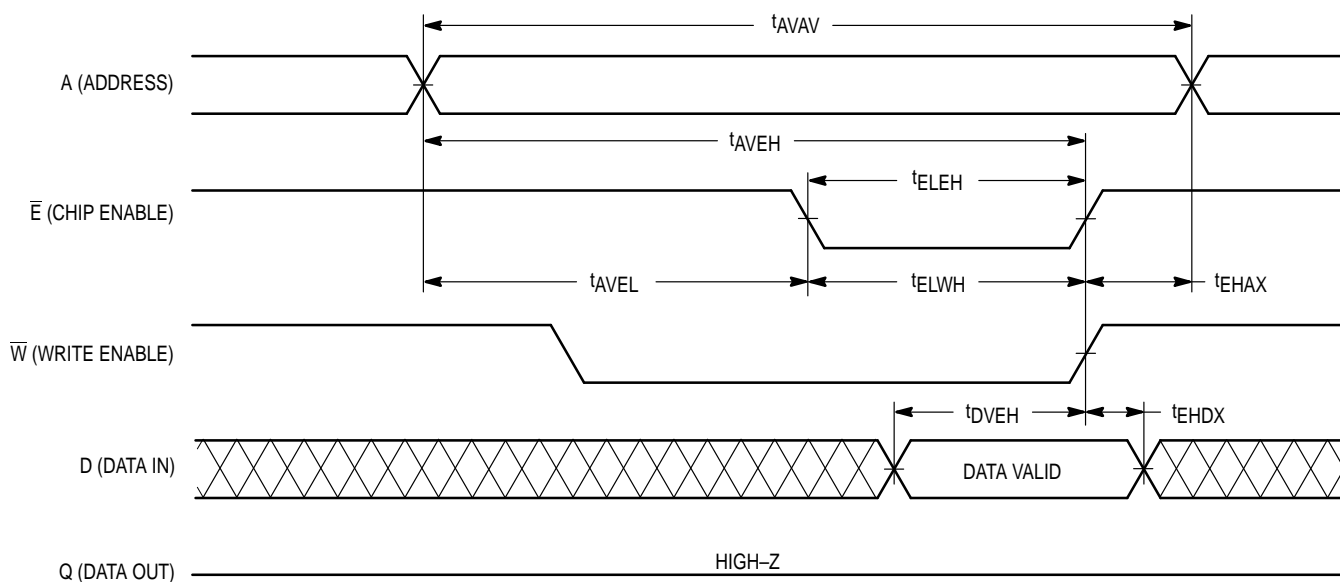 tAVAV
A (ADDRESS)
tAVEH
tELEH
E̅ (CHIP ENABLE)
tAVEL
tELWH
tEHAX
W̅ (WRITE ENABLE)
tDVEH
tEHDX
D (DATA IN)
DATA VALID
HIGH–Z
Q (DATA OUT)